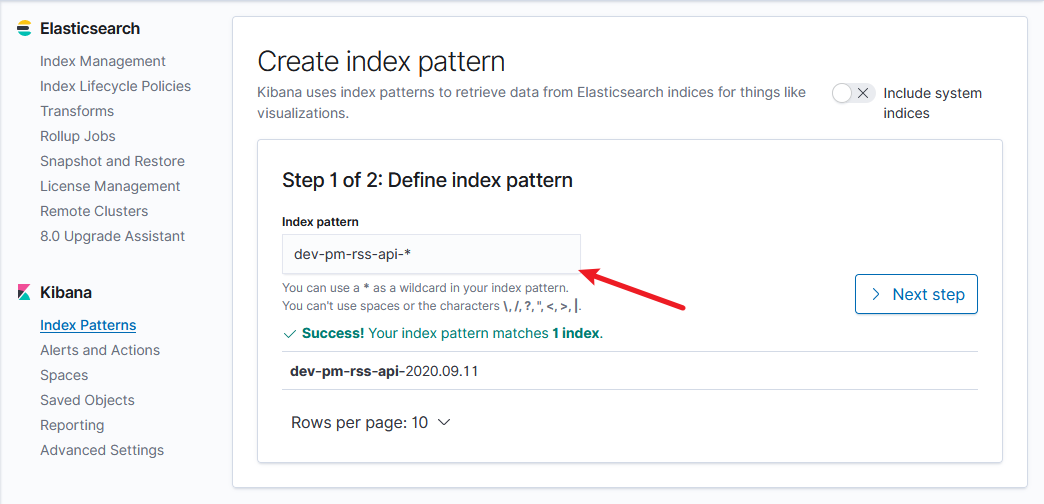 Elasticsearch
Index Management
Index Lifecycle Policies
Transforms
Rollup Jobs
Snapshot and Restore
License Management
Remote Clusters
8.0 Upgrade Assistant
Kibana
Index Patterns
Alerts and Actions
Spaces
Saved Objects
Reporting
Advanced Settings
Create index pattern
Kibana uses index patterns to retrieve data from Elasticsearch indices for things like
visualizations.
Include system
indices
Step 1 of 2: Define index pattern
Index pattern
dev-pm-rss-api-*
You can use a * as a wildcard in your index pattern.
You can't use spaces or the characters \, /, ?, ", <, >, |.
Next step
Success! Your index pattern matches 1 index.
dev-pm-rss-api-2020.09.11
Rows per page: 10